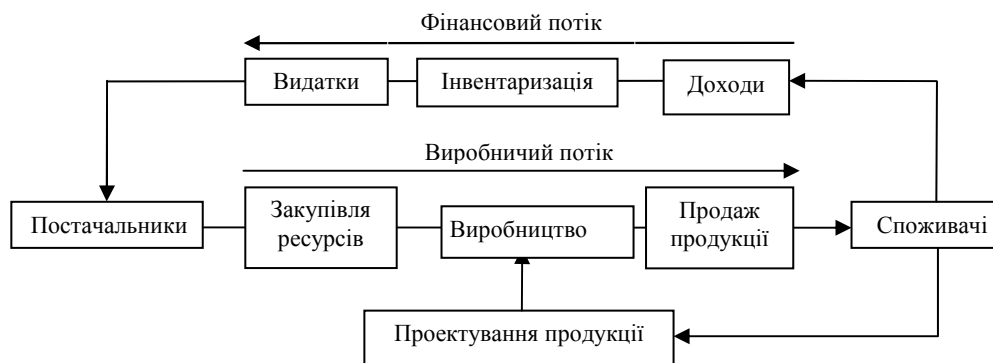 Фінансовий потік
Видатки
Інвентаризація
Доходи
Виробничий потік
Постачальники
Закупівля
ресурсів
Виробництво
Продаж
продукції
Споживачі
Проектування продукції